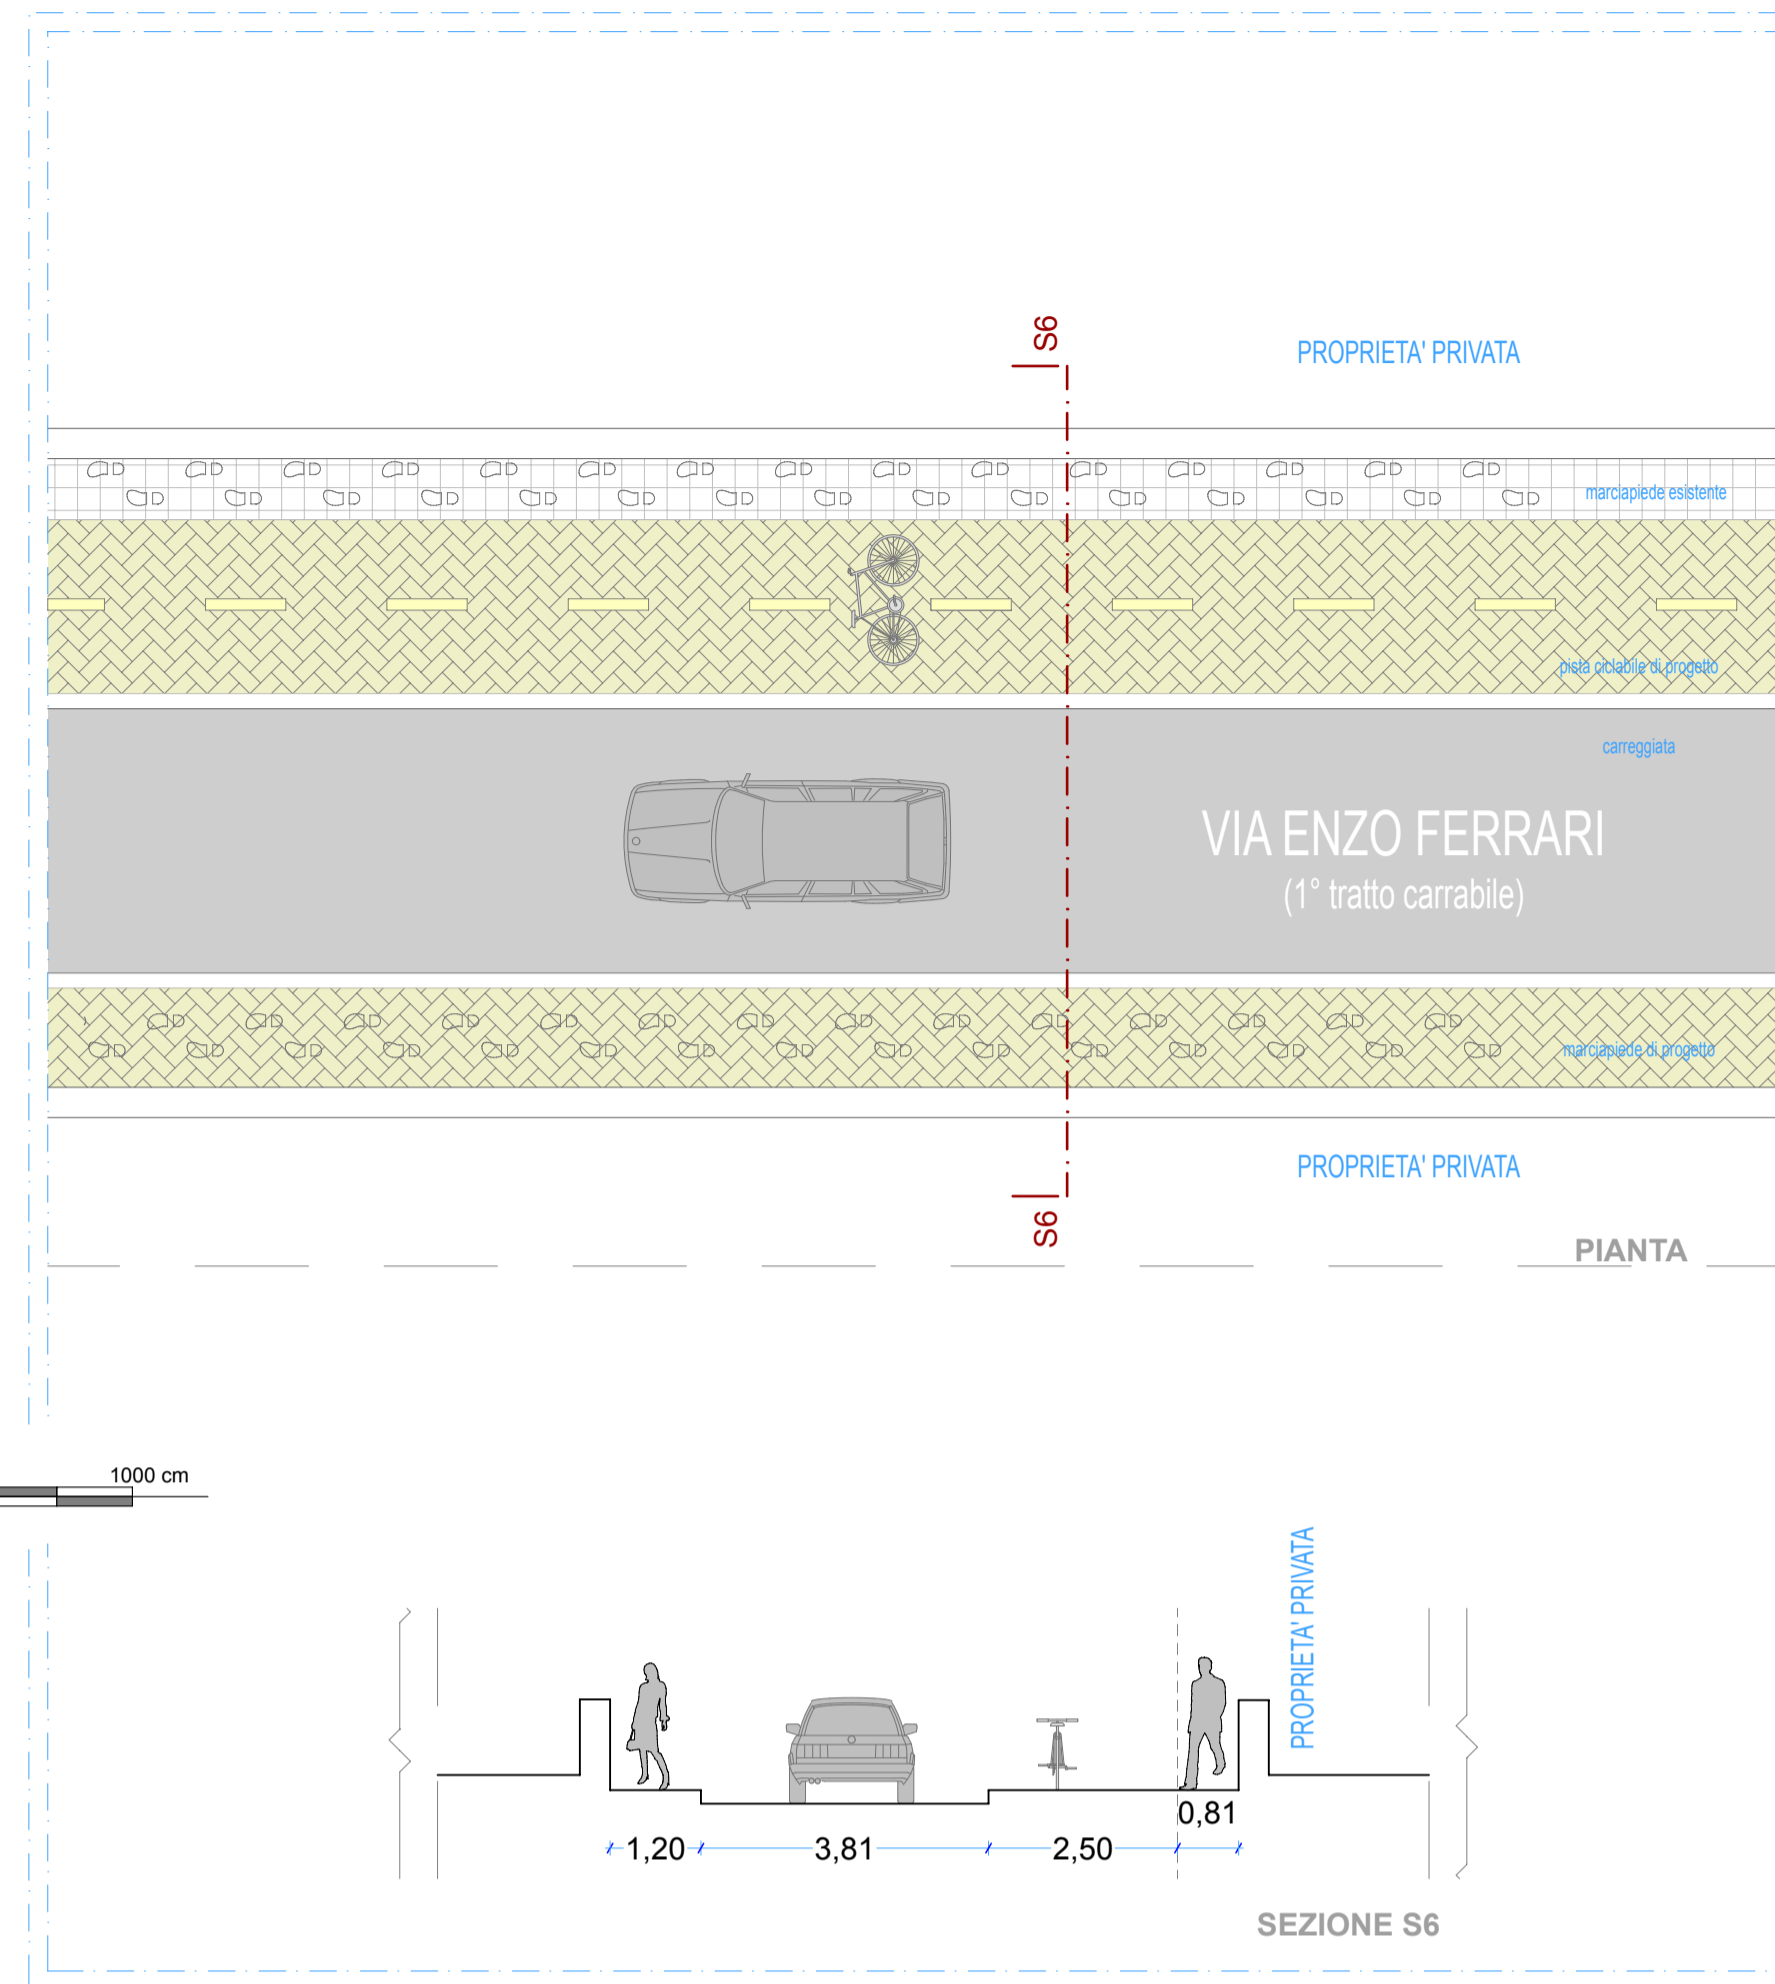 S6
PROPRIETA' PRIVATA
marciapiede esistente
pista ciclabile di progetto
carreggiata
VIA ENZO FERRARI
(1° tratto carrabile)
marciapiede di progetto
PROPRIETA' PRIVATA
S6
PIANTA
1000 cm
PROPRIETA' PRIVATA
0,81
1,20
3,81
2,50
SEZIONE S6